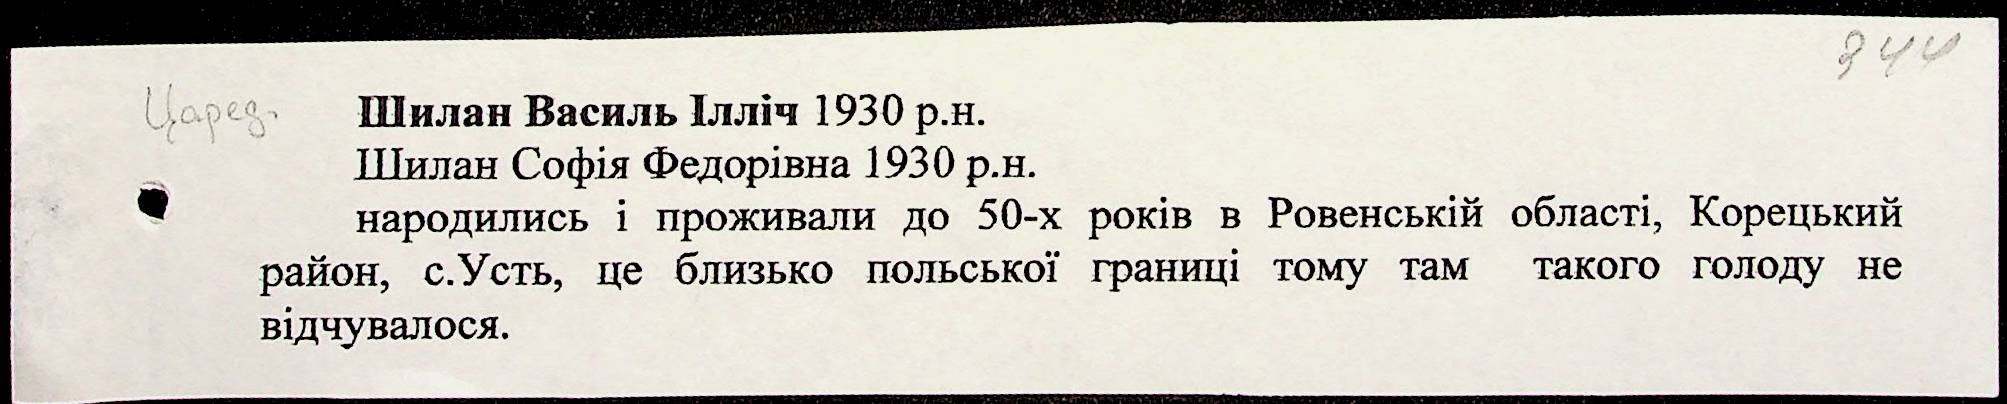 344
Царед.
Шилан Василь Ілліч 1930 р.н.
Шилан Софія Федорівна 1930 р.н.
народились і проживали до 50-х років в Ровенській області, Корецький
район, с.Усть, це близько польської границі тому там такого голоду не
відчувалося.